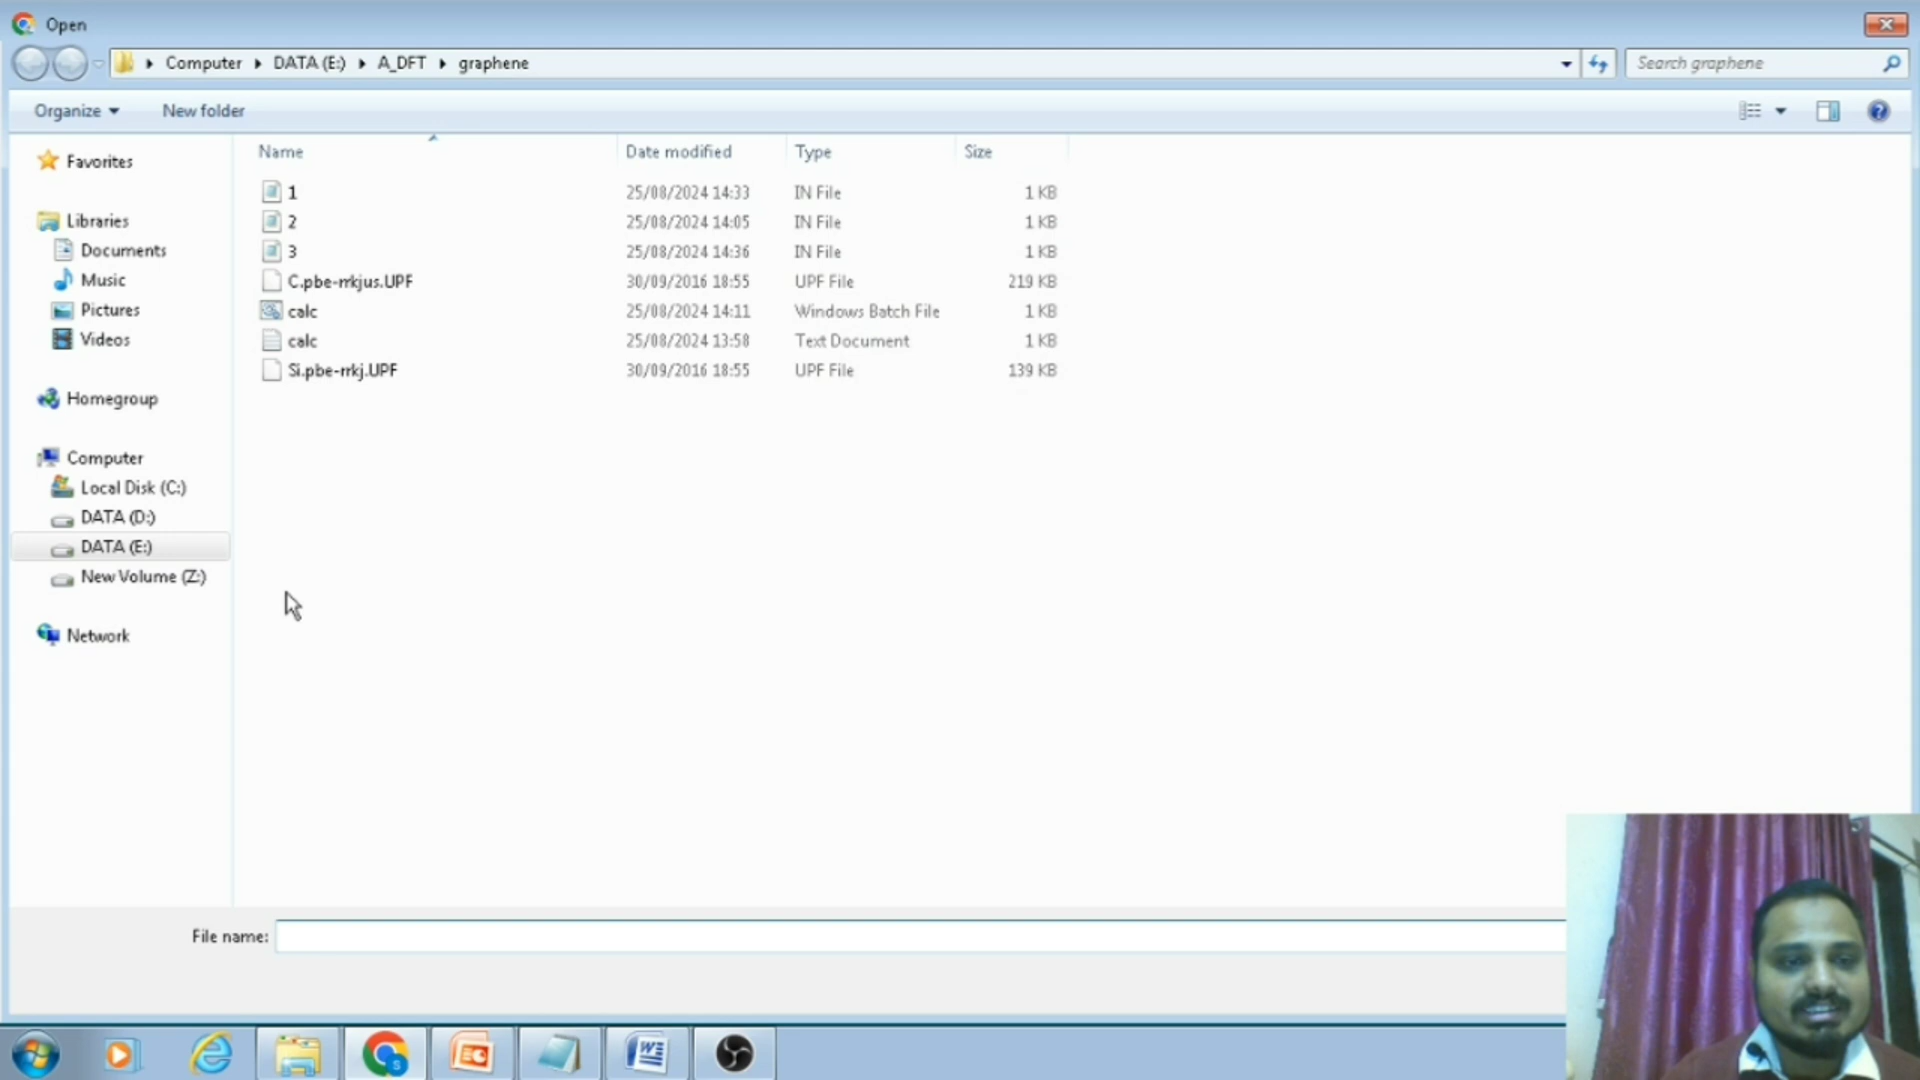 Open
Computer DATA (E:) A_DFT graphene
Search graphene
Organize New folder
Name Date modified Type Size
1 25/08/2024 14:33 IN File 1 KB
2 25/08/2024 14:05 IN File 1 KB
3 25/08/2024 14:36 IN File 1 KB
C.pbe-rrkjus.UPF 30/09/2016 18:55 UPF File 219 KB
calc 25/08/2024 14:11 Windows Batch File 1 KB
calc 25/08/2024 13:58 Text Document 1 KB
Si.pbe-rrkj.UPF 30/09/2016 18:55 UPF File 139 KB
Favorites
Libraries
Documents
Music
Pictures
Videos
Homegroup
Computer
Local Disk (C:)
DATA (D:)
DATA (E:)
New Volume (Z:)
Network
File name: